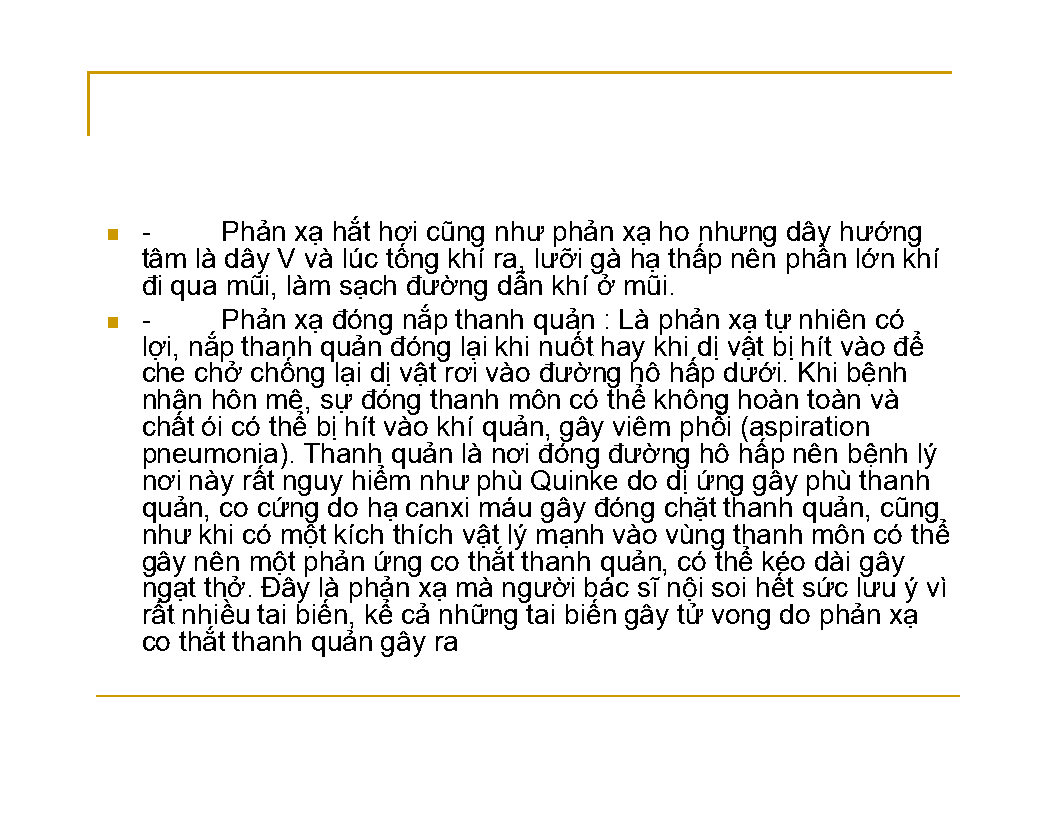 - Phản xạ hắt hợi cũng như phản xạ ho nhưng dây hướng
tâm là dây V và lúc tống khí ra, lưỡi gà hạ thấp nên phần lớn khí
đi qua mũi, làm sạch đường dẫn khí ở mũi.
- Phản xạ đóng nắp thanh quản : Là phản xạ tự nhiên có
lợi, nắp thanh quản đóng lại khi nuốt hay khi dị vật bị hít vào để
che chở chống lại dị vật rơi vào đường hô hấp dưới. Khi bệnh
nhân hôn mê, sự đóng thanh môn có thể không hoàn toàn và
chất ói có thể bị hít vào khí quản, gây viêm phổi (aspiration
pneumonia). Thanh quản là nơi đóng đường hô hấp nên bệnh lý
nơi này rất nguy hiểm như phù Quinke do dị ứng gây phù thanh
quản, co cứng do hạ canxi máu gây đóng chặt thanh quản, cũng
như khi có một kích thích vật lý mạnh vào vùng thanh môn có thể
gây nên một phản ứng co thắt thanh quản, có thể kéo dài gây
ngạt thở. Đây là phản xạ mà người bác sĩ nội soi hết sức lưu ý vì
rất nhiều tai biến, kể cả những tai biến gây tử vong do phản xạ
co thắt thanh quản gây ra